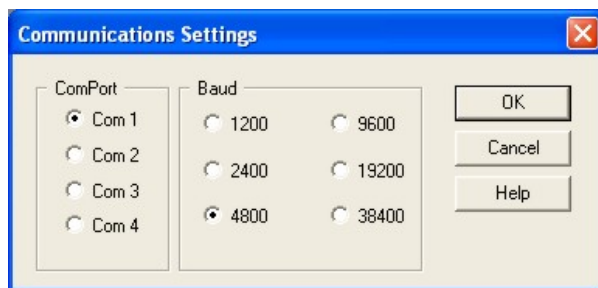 Communications Settings
ComPort
Com 1
Com 2
Com 3
Com 4
Baud
1200
2400
4800
9600
19200
38400
OK
Cancel
Help